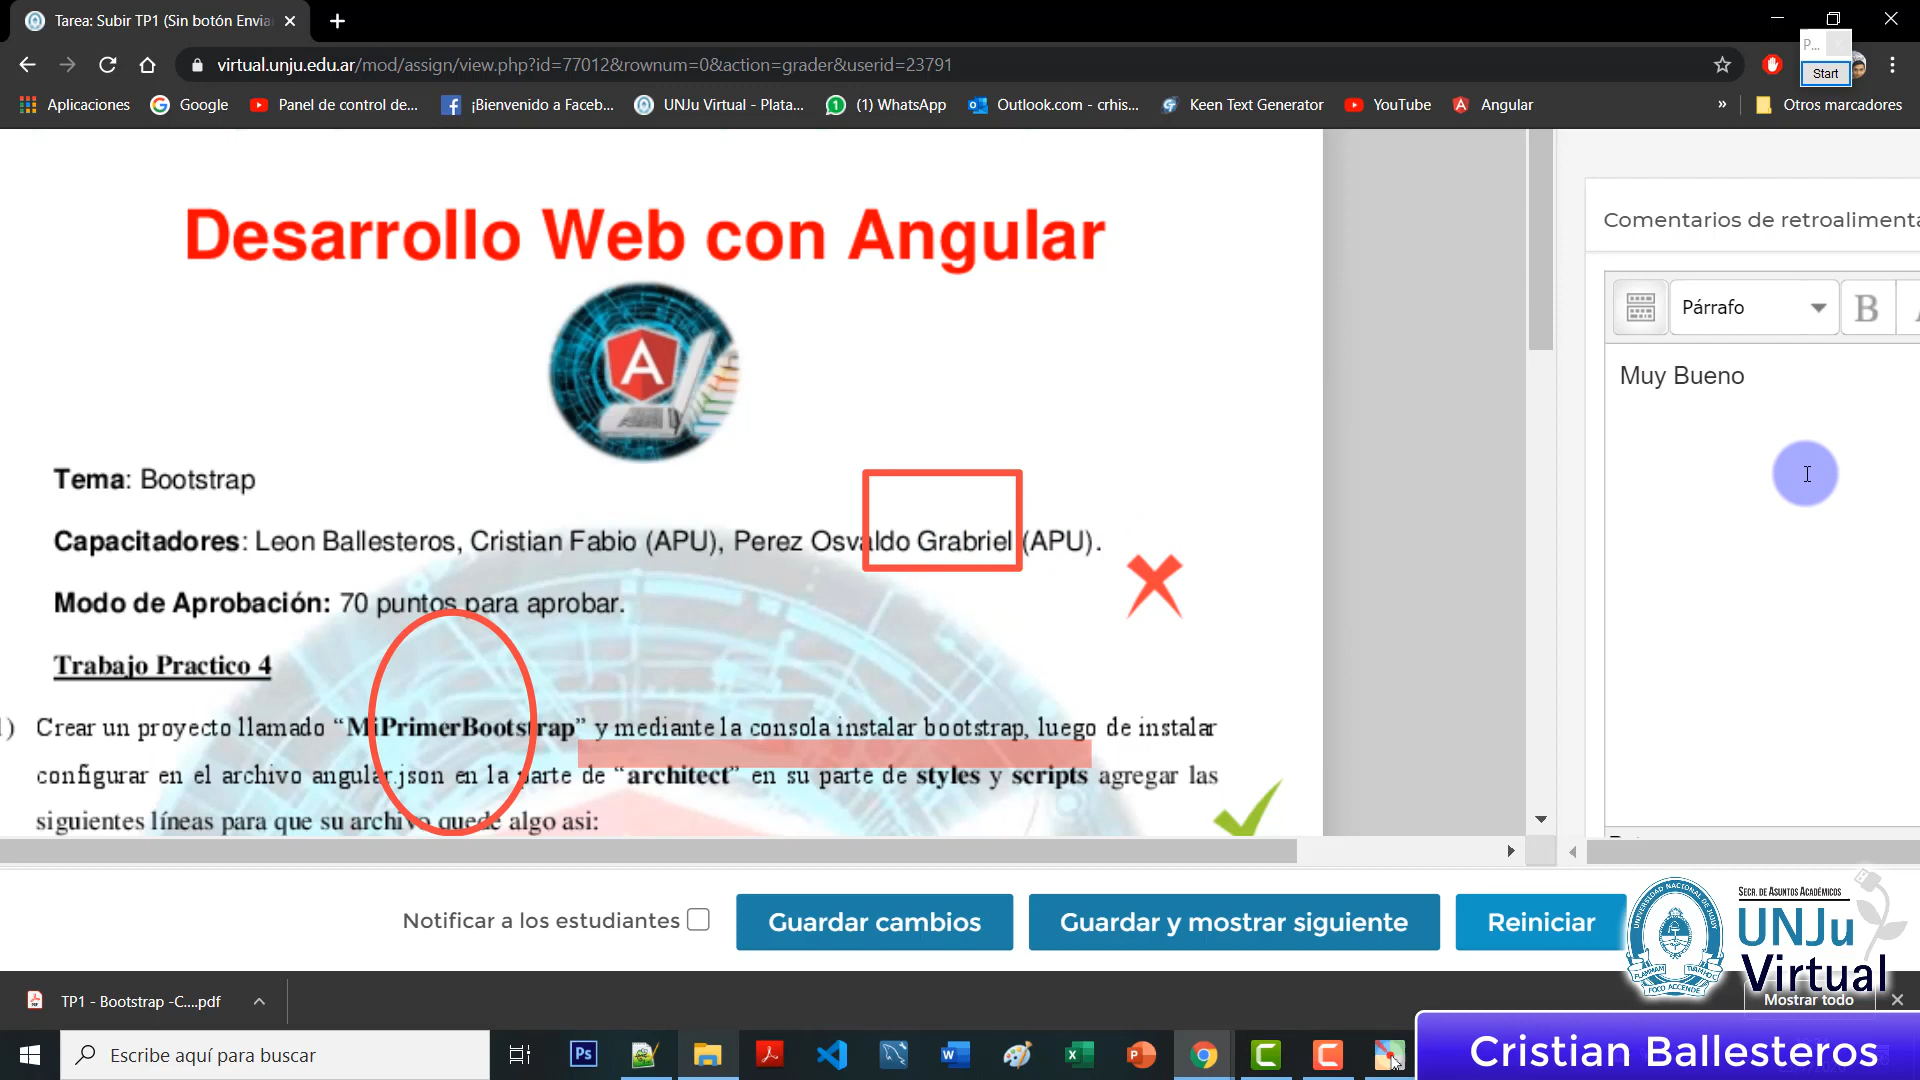 Tarea: Subir TP1 (Sin botón Envia
virtual.unju.edu.ar/mod/assign/view.php?id=77012&rownum=0&action=grader&userid=23791
P...
Start
Aplicaciones
Google
Panel de control de...
¡Bienvenido a Faceb...
UNJu Virtual - Plata...
(1) WhatsApp
Outlook.com - crhis...
Keen Text Generator
YouTube
Angular
»
Otros marcadores
Desarrollo Web con Angular
Tema: Bootstrap
Capacitadores: Leon Ballesteros, Cristian Fabio (APU), Perez Osvaldo Grabriel (APU).
Modo de Aprobación: 70 puntos para aprobar.
Trabajo Practico 4
) Crear un proyecto llamado “MiPrimerBootstrap” y mediante la consola instalar bootstrap, luego de instalar
configurar en el archivo angular.json en la parte de “architect” en su parte de styles y scripts agregar las
siguientes líneas para que su archivo quede algo asi:
Comentarios de retroalimenta
Párrafo
B
Muy Bueno
Notificar a los estudiantes
Guardar cambios
Guardar y mostrar siguiente
Reiniciar
SECR. DE ASUNTOS ACADÉMICOS
UNJu
Virtual
UNIVERSIDAD NACIONAL DE JUJUY
TP1 - Bootstrap -C....pdf
Mostrar todo
Escribe aquí para buscar
Cristian Ballesteros